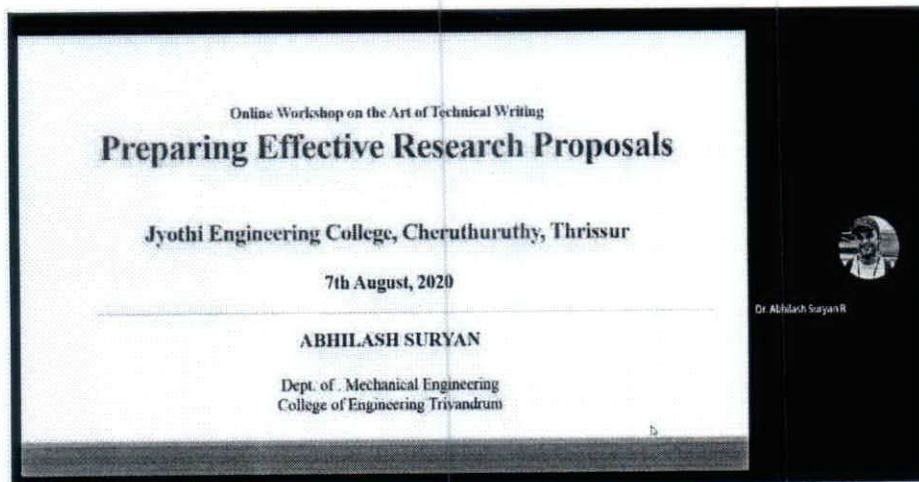 Online Workshop on the Art of Technical Writing
Preparing Effective Research Proposals
Jyothi Engineering College, Cheruthuruthy, Thrissur
7th August, 2020
ABHILASH SURYAN
Dept. of . Mechanical Engineering
College of Engineering Trivandrum
Dr. Abhilash Suryan R